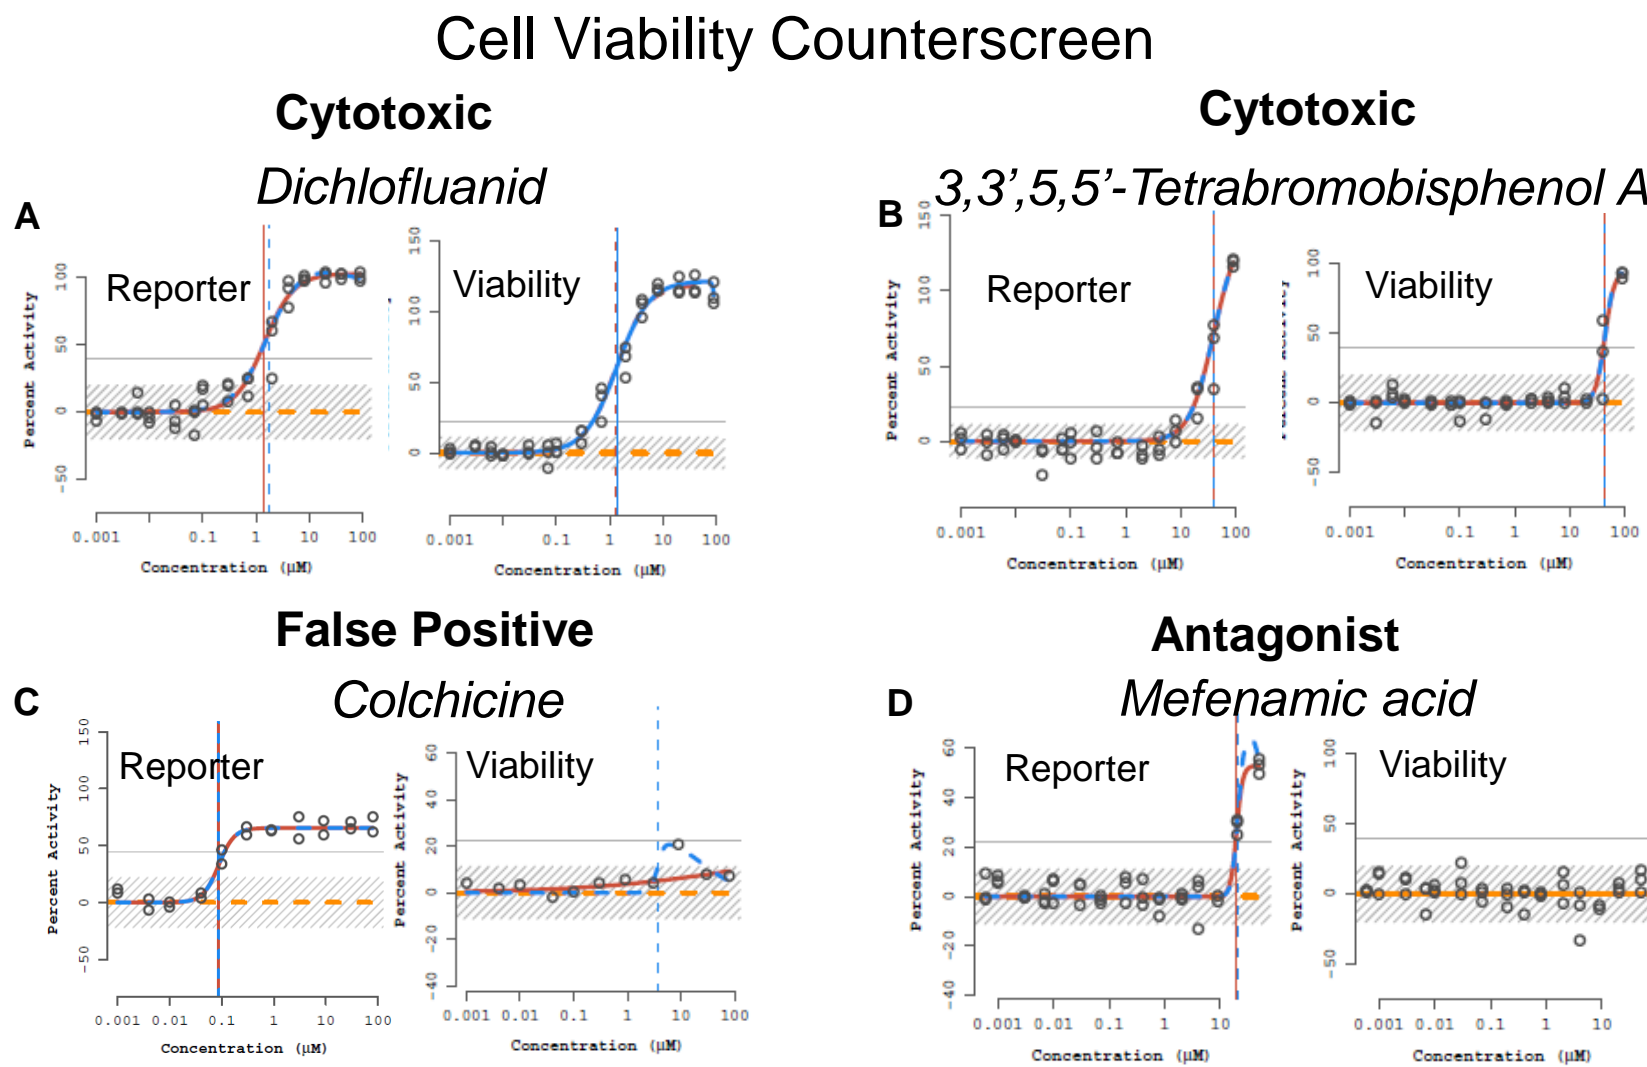 Cell Viability Counterscreen
Cytotoxic
Dichlofluanid
A
Reporter
Percent Activity
-50 0 50 100
0.001 0.1 1 10 100
Concentration (µM)
Viability
0 50 100 150
0.001 0.1 1 10 100
Concentration (µM)
Cytotoxic
3,3’,5,5’-Tetrabromobisphenol A
B
Reporter
Percent Activity
0 50 100 150
0.001 0.1 1 10 100
Concentration (µM)
Viability
Percent Activity
-50 0 50 100
0.001 0.1 1 10 100
Concentration (µM)
False Positive
Colchicine
C
Reporter
Percent Activity
-50 0 50 100 150
0.001 0.01 0.1 1 10 100
Concentration (µM)
Viability
Percent Activity
-40 -20 0 20 40 60
0.001 0.01 0.1 1 10 100
Concentration (µM)
Antagonist
Mefenamic acid
D
Reporter
Percent Activity
-40 -20 0 20 40 60
0.001 0.01 0.1 1 10
Concentration (µM)
Viability
Percent Activity
-50 0 50 100
0.001 0.01 0.1 1 10
Concentration (µM)